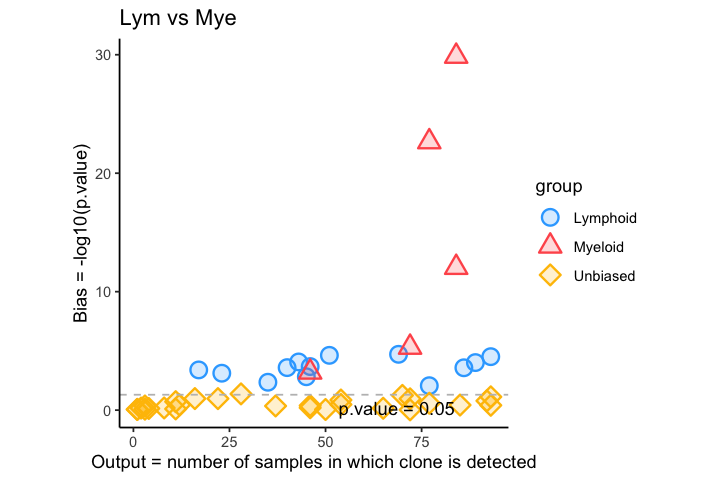 Lym vs Mye
30
20
10
0
Bias = -log10(p.value)
p.value = 0.05
0
25
50
75
Output = number of samples in which clone is detected
group
Lymphoid
Myeloid
Unbiased